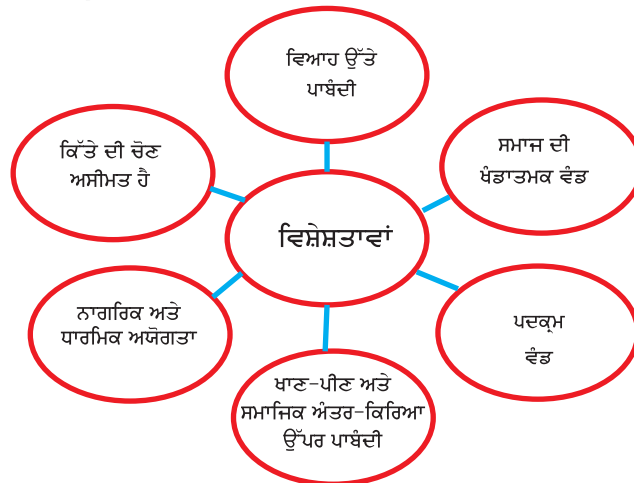 ਵਿਆਹ ਉੱਤੇ
ਪਾਬੰਦੀ
ਕਿੱਤੇ ਦੀ ਚੋਣ
ਅਸੀਮਤ ਹੈ
ਸਮਾਜ ਦੀ
ਖੰਡਾਤਮਕ ਵੰਡ
ਵਿਸ਼ੇਸ਼ਤਾਵਾਂ
ਨਾਗਰਿਕ ਅਤੇ
ਧਾਰਮਿਕ ਅਯੋਗਤਾ
ਪਦਕ੍ਰਮ
ਵੰਡ
ਖਾਣ-ਪੀਣ ਅਤੇ
ਸਮਾਜਿਕ ਅੰਤਰ-ਕਿਰਿਆ
ਉੱਪਰ ਪਾਬੰਦੀ